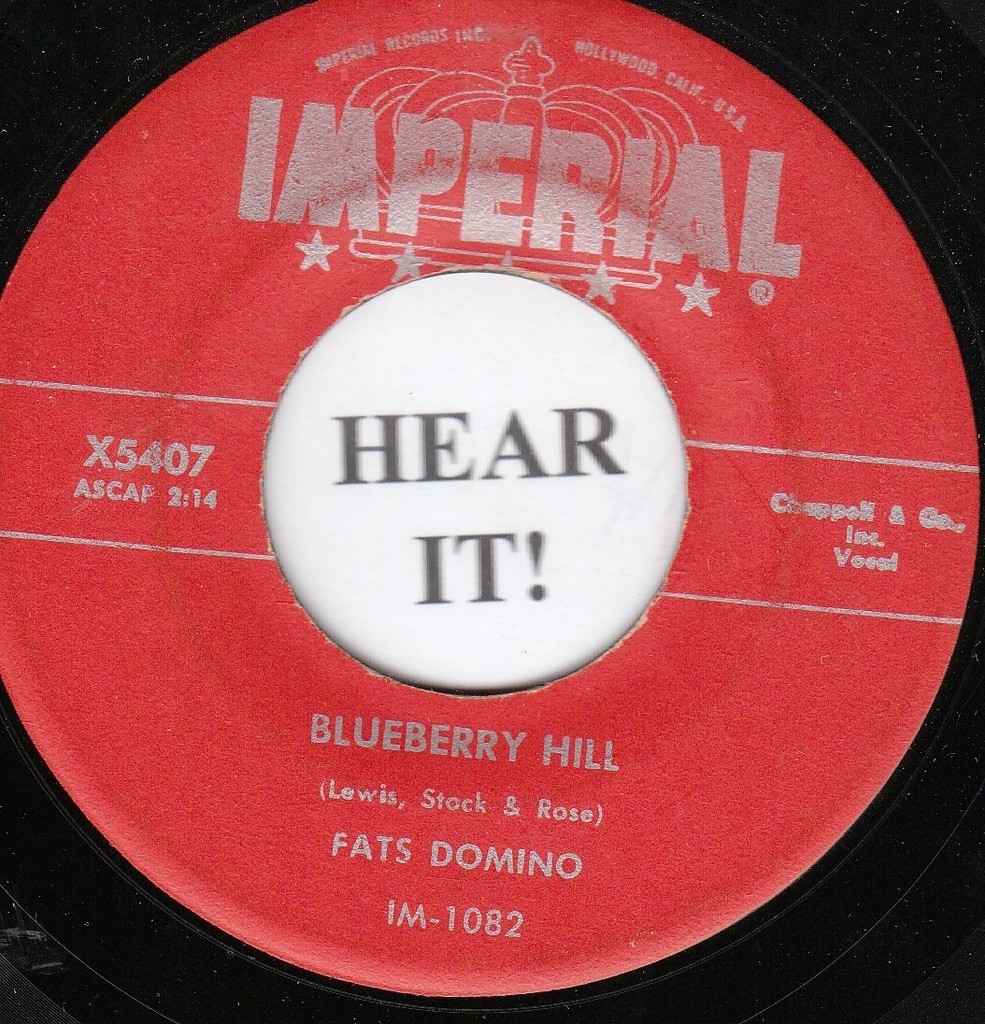 IMPERIAL RECORDS INC. HOLLYWOOD, CALIF., U.S.A.
IMPERIAL
®
HEAR
IT!
X5407
ASCAP 2:14
Chappell & Co.,
Inc.
Vocal
BLUEBERRY HILL
(Lewis, Stock & Rose)
FATS DOMINO
IM-1082